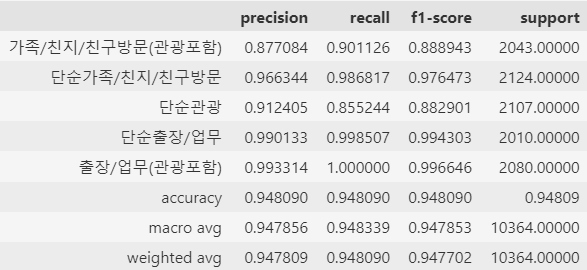 precision recall f1-score support
가족/친지/친구방문(관광포함) 0.877084 0.901126 0.888943 2043.00000
단순가족/친지/친구방문 0.966344 0.986817 0.976473 2124.00000
단순관광 0.912405 0.855244 0.882901 2107.00000
단순출장/업무 0.990133 0.998507 0.994303 2010.00000
출장/업무(관광포함) 0.993314 1.000000 0.996646 2080.00000
accuracy 0.948090 0.948090 0.948090 0.94809
macro avg 0.947856 0.948339 0.947853 10364.00000
weighted avg 0.947809 0.948090 0.947702 10364.00000